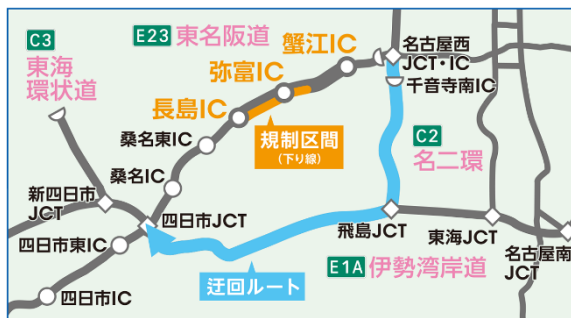 C3
東海
環状道
E23 東名阪道
蟹江IC
弥富IC
長島IC
名古屋西
JCT・IC
千音寺南IC
規制区間
(下り線)
桑名東IC
桑名IC
C2
名二環
新四日市
JCT
四日市JCT
四日市東IC
四日市IC
飛島JCT
東海JCT
名古屋南
JCT
迂回ルート
E1A 伊勢湾岸道